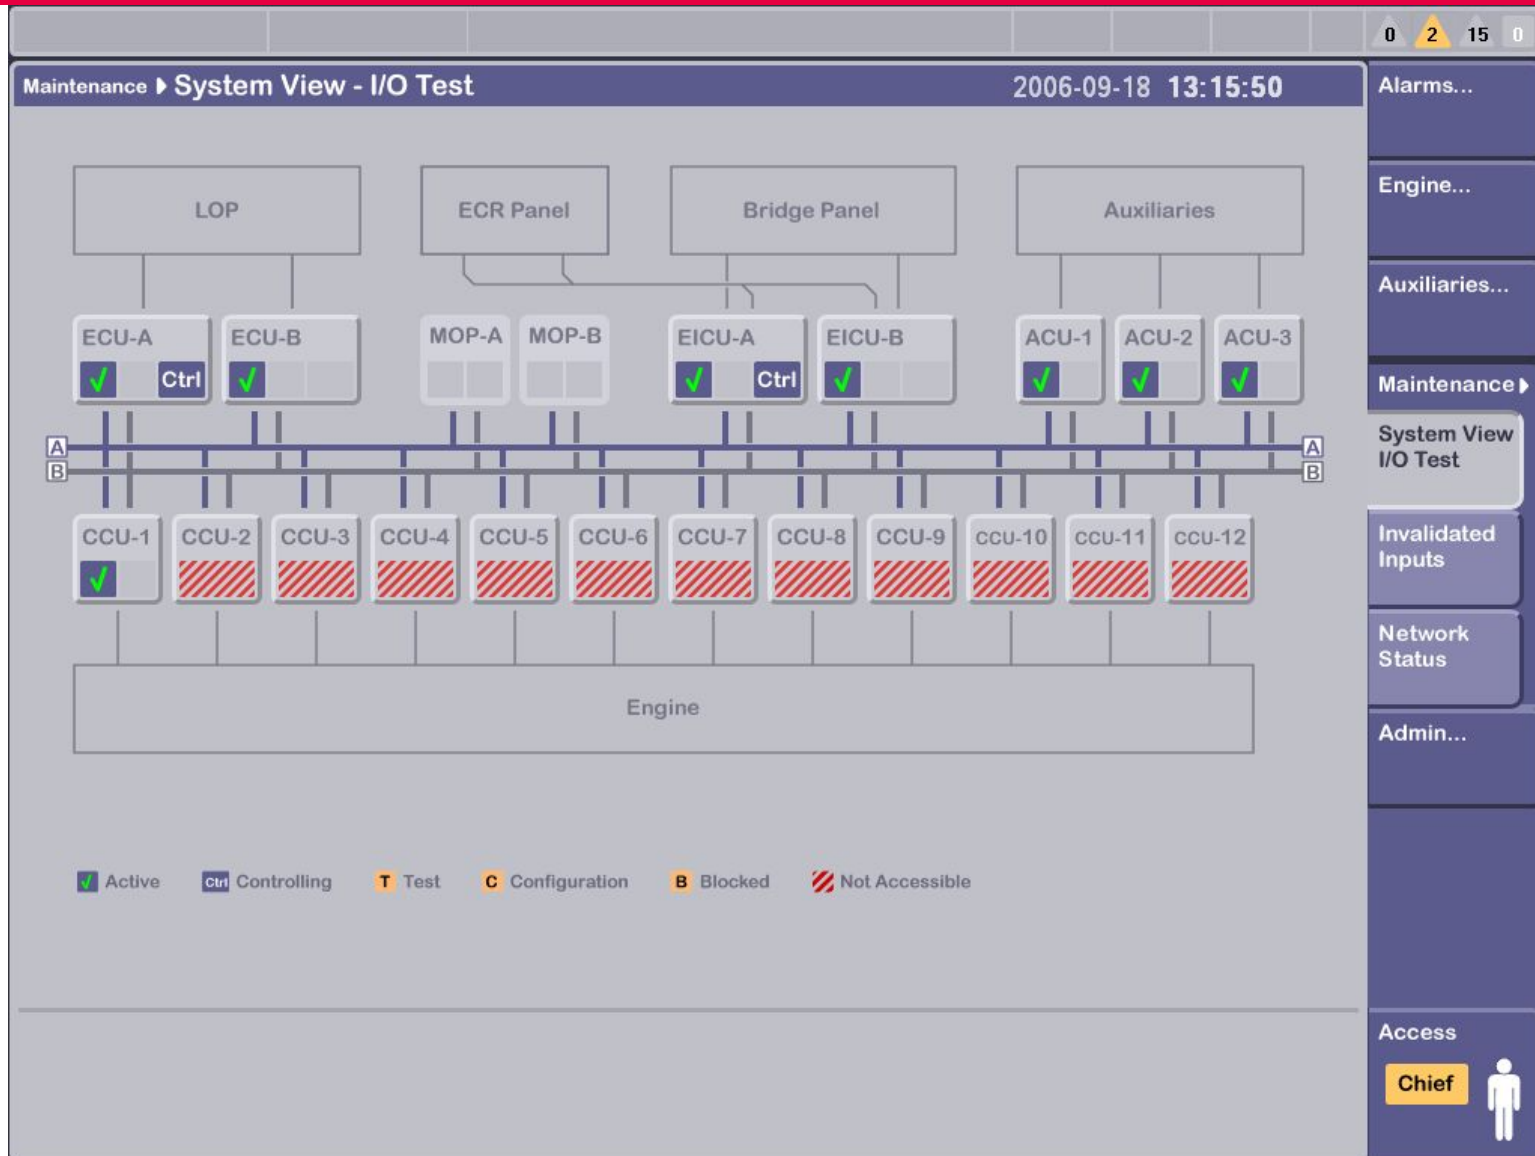 0 2 15 0
Maintenance System View - I/O Test 2006-09-18 13:15:50
Alarms...
Engine...
Auxiliaries...
Maintenance
System View
I/O Test
Invalidated
Inputs
Network
Status
Admin...
Access
Chief
LOP ECR Panel Bridge Panel Auxiliaries
ECU-A ECU-B MOP-A MOP-B EICU-A EICU-B ACU-1 ACU-2 ACU-3
Ctrl Ctrl
A A
B B
CCU-1 CCU-2 CCU-3 CCU-4 CCU-5 CCU-6 CCU-7 CCU-8 CCU-9 CCU-10 CCU-11 CCU-12
Engine
Active Ctrl Controlling T Test C Configuration B Blocked Not Accessible